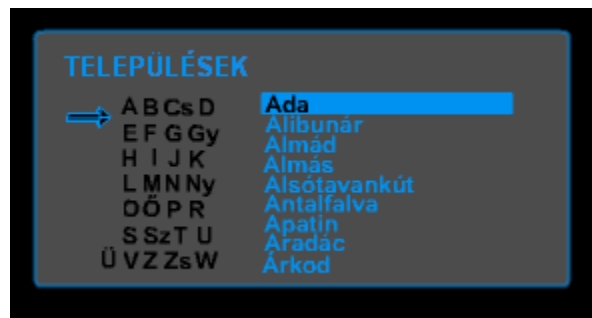 TELEPÜLÉSEK
A B Cs D
E F G Gy
H I J K
L M N Ny
O Ő P R
S Sz T U
Ü V Z Zs W
Ada
Alibunár
Almád
Almás
Alsótavankút
Antalfalva
Apatin
Aradác
Árkod